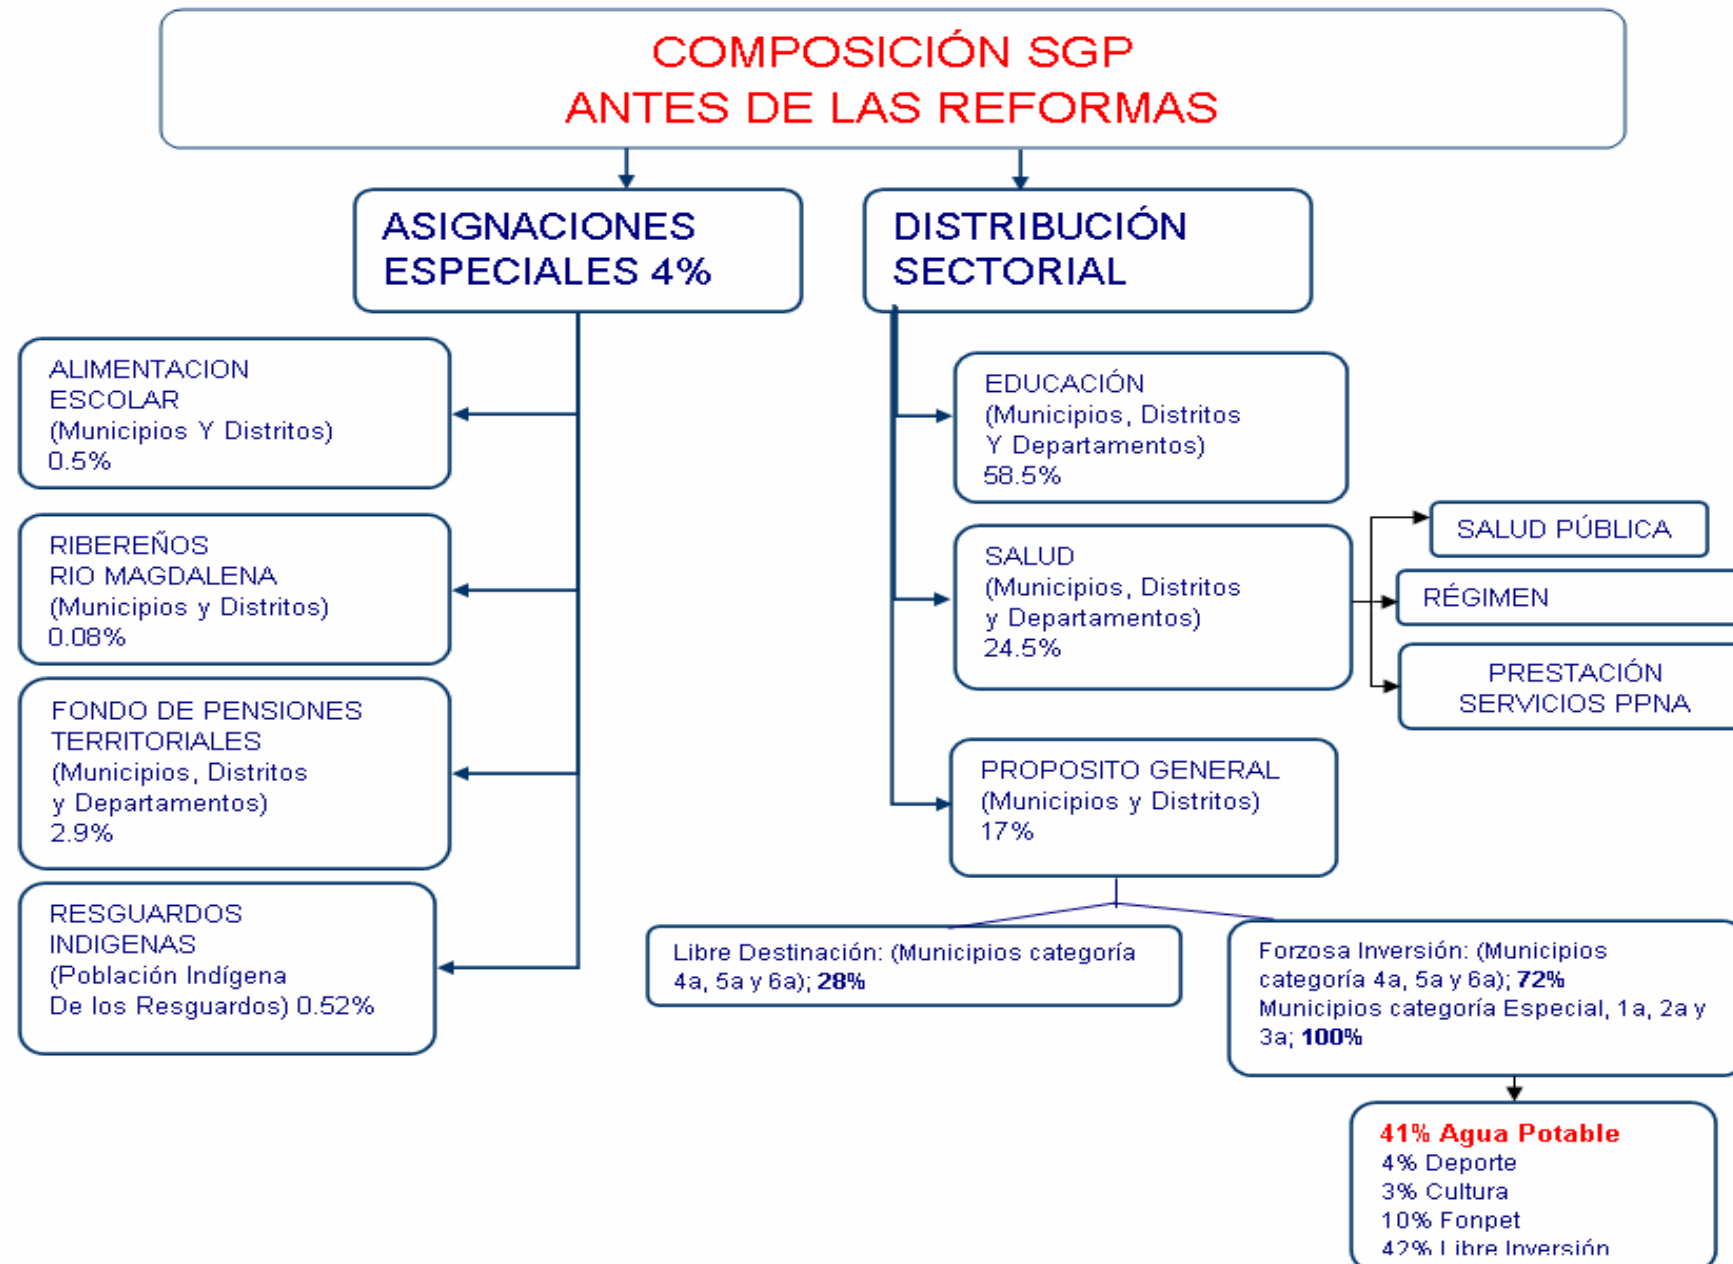 COMPOSICIÓN SGP
ANTES DE LAS REFORMAS
ASIGNACIONES
ESPECIALES 4%
DISTRIBUCIÓN
SECTORIAL
ALIMENTACION
ESCOLAR
(Municipios Y Distritos)
0.5%
RIBEREÑOS
RIO MAGDALENA
(Municipios y Distritos)
0.08%
FONDO DE PENSIONES
TERRITORIALES
(Municipios, Distritos
y Departamentos)
2.9%
RESGUARDOS
INDIGENAS
(Población Indígena
De los Resguardos) 0.52%
EDUCACIÓN
(Municipios, Distritos
Y Departamentos)
58.5%
SALUD
(Municipios, Distritos
y Departamentos)
24.5%
SALUD PÚBLICA
RÉGIMEN
PRESTACIÓN
SERVICIOS PPNA
PROPOSITO GENERAL
(Municipios y Distritos)
17%
Libre Destinación: (Municipios categoría
4a, 5a y 6a); 28%
Forzosa Inversión: (Municipios
categoría 4a, 5a y 6a); 72%
Municipios categoría Especial, 1a, 2a y
3a; 100%
41% Agua Potable
4% Deporte
3% Cultura
10% Fonpet
42% Libre Inversión